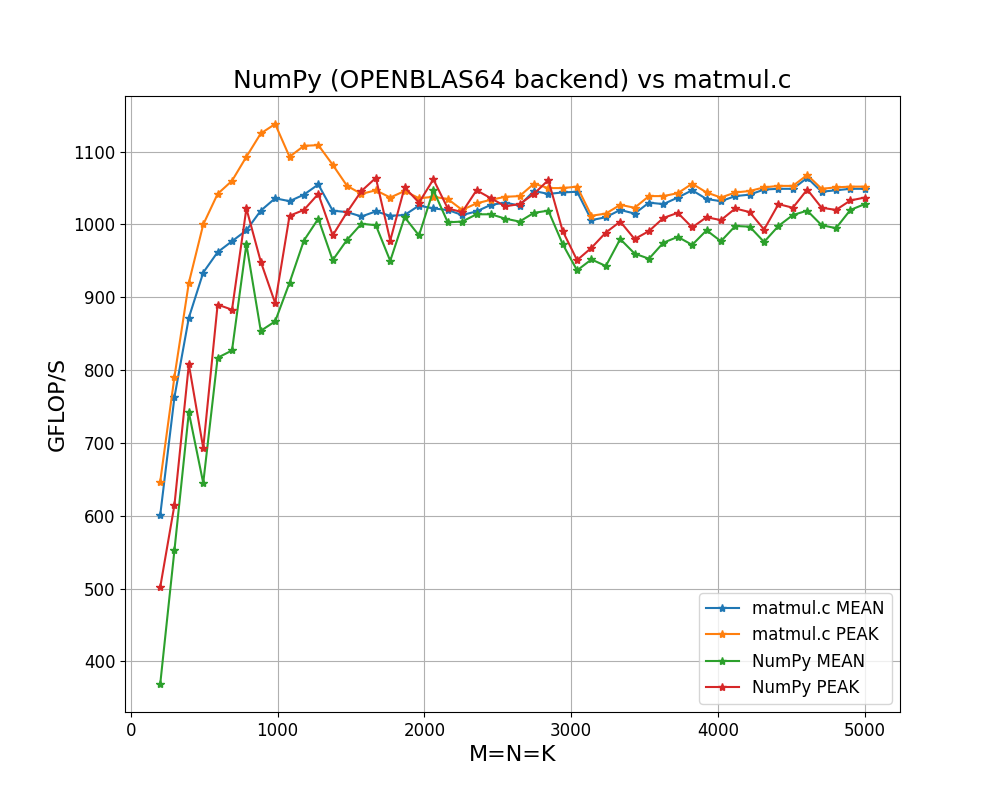 NumPy (OPENBLAS64 backend) vs matmul.c
GFLOP/S
1100
1000
900
800
700
600
500
400
0 1000 2000 3000 4000 5000
M=N=K
matmul.c MEAN
matmul.c PEAK
NumPy MEAN
NumPy PEAK